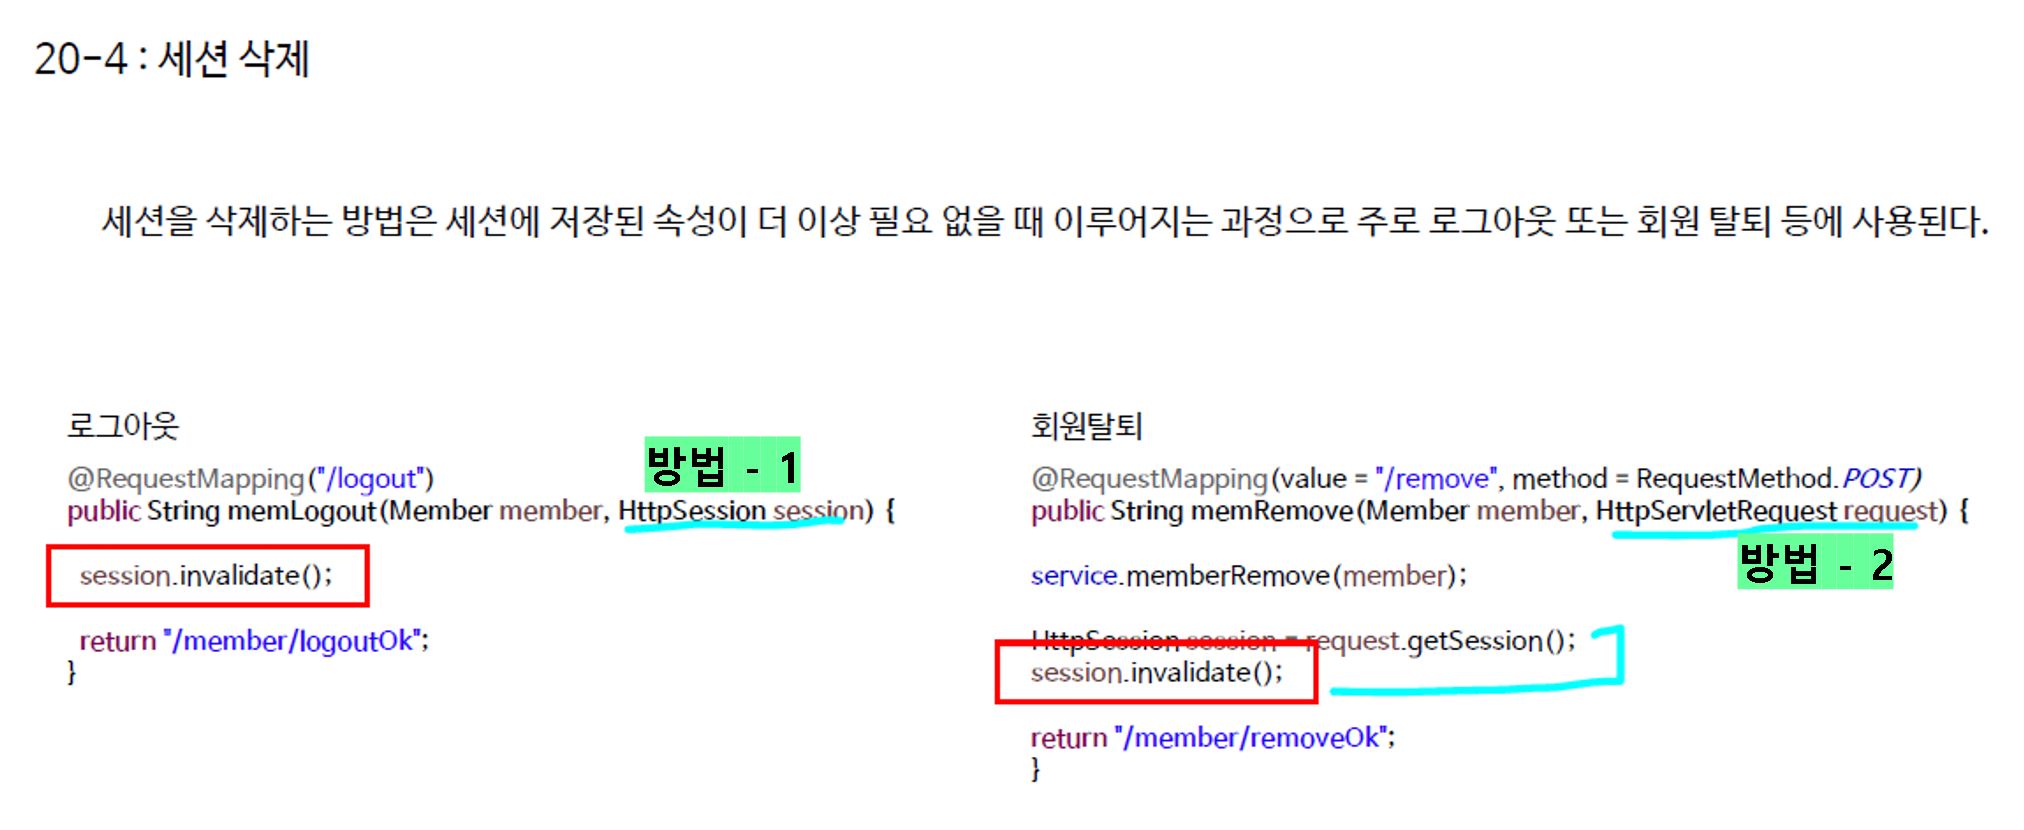 20-4 : 세션 삭제
세션을 삭제하는 방법은 세션에 저장된 속성이 더 이상 필요 없을 때 이루어지는 과정으로 주로 로그아웃 또는 회원 탈퇴 등에 사용된다.
로그아웃
방법 - 1
@RequestMapping("/logout")
public String memLogout(Member member, HttpSession session) {
session.invalidate();
return "/member/logoutOk";
}
회원탈퇴
@RequestMapping(value = "/remove", method = RequestMethod.POST)
public String memRemove(Member member, HttpServletRequest request) {
방법 - 2
service.memberRemove(member);
HttpSession session = request.getSession();
session.invalidate();
return "/member/removeOk";
}